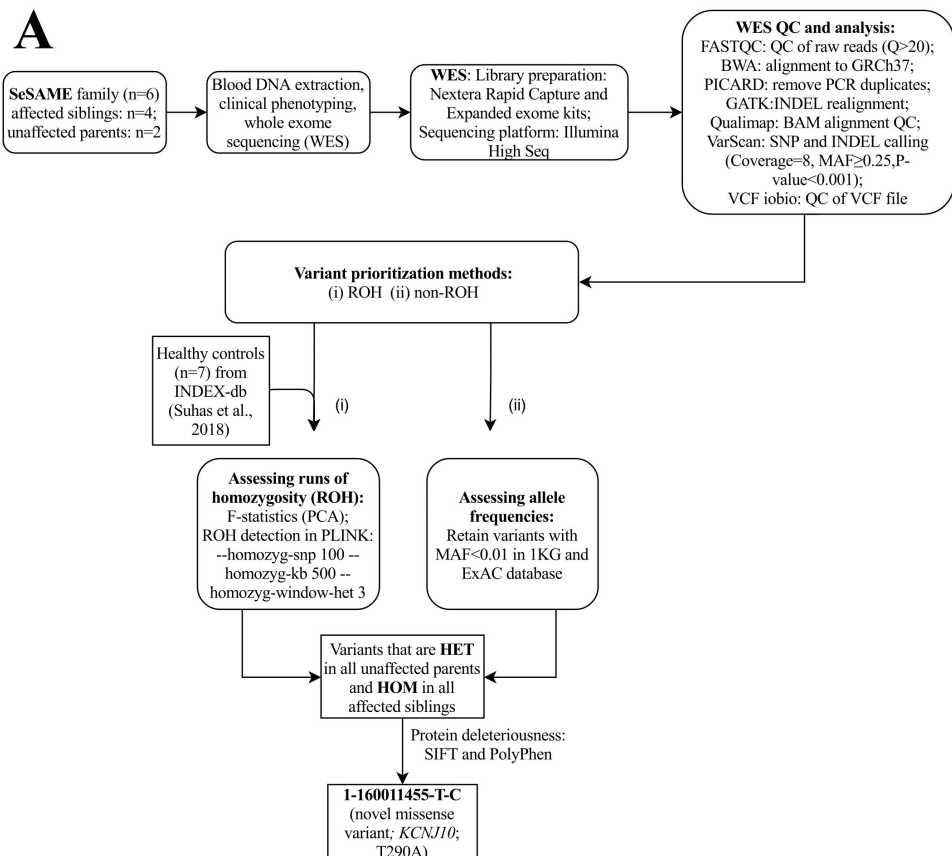 A
SeSAME family (n=6)
affected siblings: n=4;
unaffected parents: n=2
Blood DNA extraction,
clinical phenotyping,
whole exome
sequencing (WES)
WES: Library preparation:
Nextera Rapid Capture and
Expanded exome kits;
Sequencing platform: Illumina
High Seq
WES QC and analysis:
FASTQC: QC of raw reads (Q>20);
BWA: alignment to GRCh37;
PICARD: remove PCR duplicates;
GATK:INDEL realignment;
Qualimap: BAM alignment QC;
VarScan: SNP and INDEL calling
(Coverage=8, MAF≥0.25,P-
value<0.001);
VCF iobio: QC of VCF file
Variant prioritization methods:
(i) ROH (ii) non-ROH
Healthy controls
(n=7) from
INDEX-db
(Suhas et al.,
2018)
(i)
(ii)
Assessing runs of
homozygosity (ROH):
F-statistics (PCA);
ROH detection in PLINK:
--homozyg-snp 100 --
homozyg-kb 500 --
homozyg-window-het 3
Assessing allele
frequencies:
Retain variants with
MAF<0.01 in 1KG and
ExAC database
Variants that are HET
in all unaffected parents
and HOM in all
affected siblings
Protein deleteriousness:
SIFT and PolyPhen
1-160011455-T-C
(novel missense
variant; KCNJ10;
T290A)